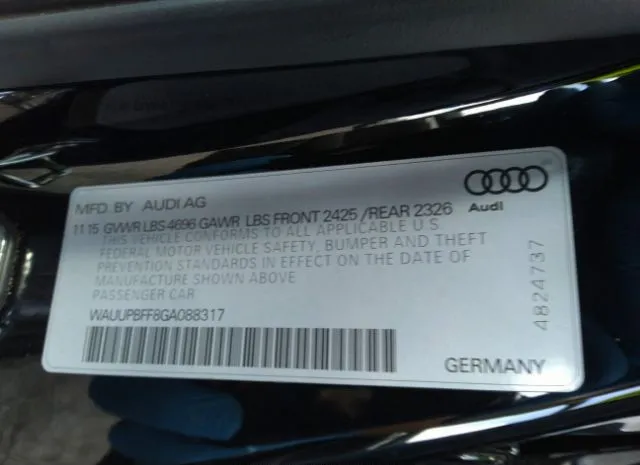 MFD BY AUDI AG
11 15 GVWR LBS 4696 GAWR LBS FRONT 2425 /REAR 2326
THIS VEHICLE CONFORMS TO ALL APPLICABLE U S
FEDERAL MOTOR VEHICLE SAFETY, BUMPER AND THEFT
PREVENTION STANDARDS IN EFFECT ON THE DATE OF
MANUFACTURE SHOWN ABOVE
PASSENGER CAR
WAUUPBFF8GA088317
Audi
4824737
GERMANY